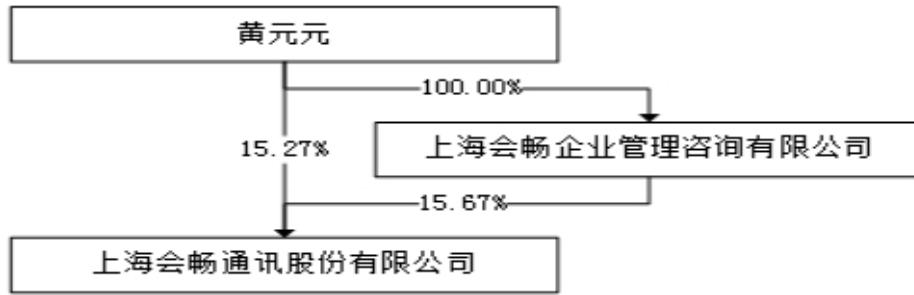 黄元元
100.00%
15.27%
上海会畅企业管理咨询有限公司
15.67%
上海会畅通讯股份有限公司